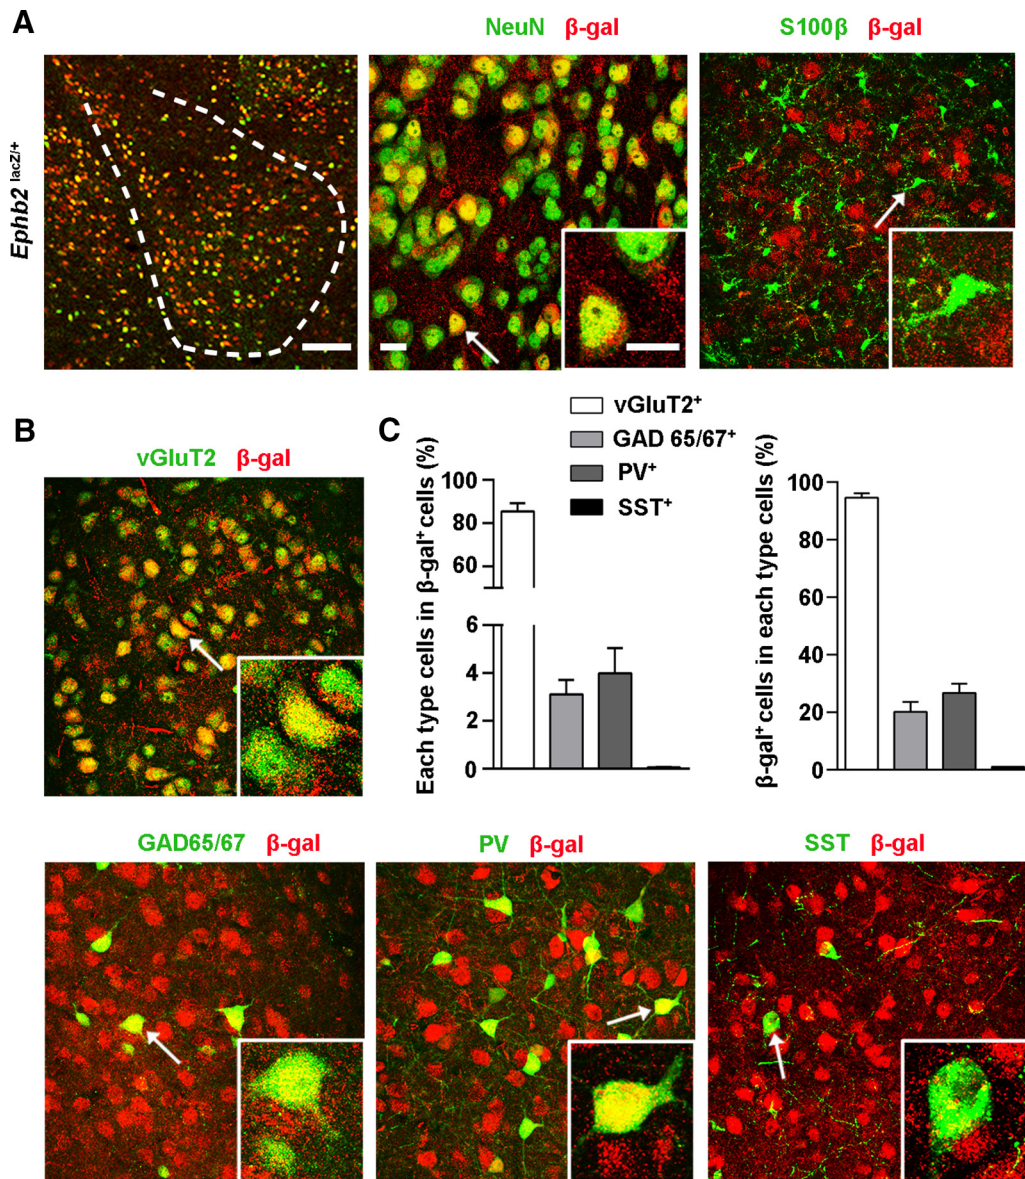 A
NeuN β-gal
S100β β-gal
Ephb2 lacZ/+
B
vGluT2 β-gal
C
vGluT2+
GAD 65/67+
PV+
SST+
Each type cells in β-gal+ cells (%)
100
80
60
6
4
2
0
β-gal+ cells in each type cells (%)
100
80
60
40
20
0
GAD65/67 β-gal
PV β-gal
SST β-gal